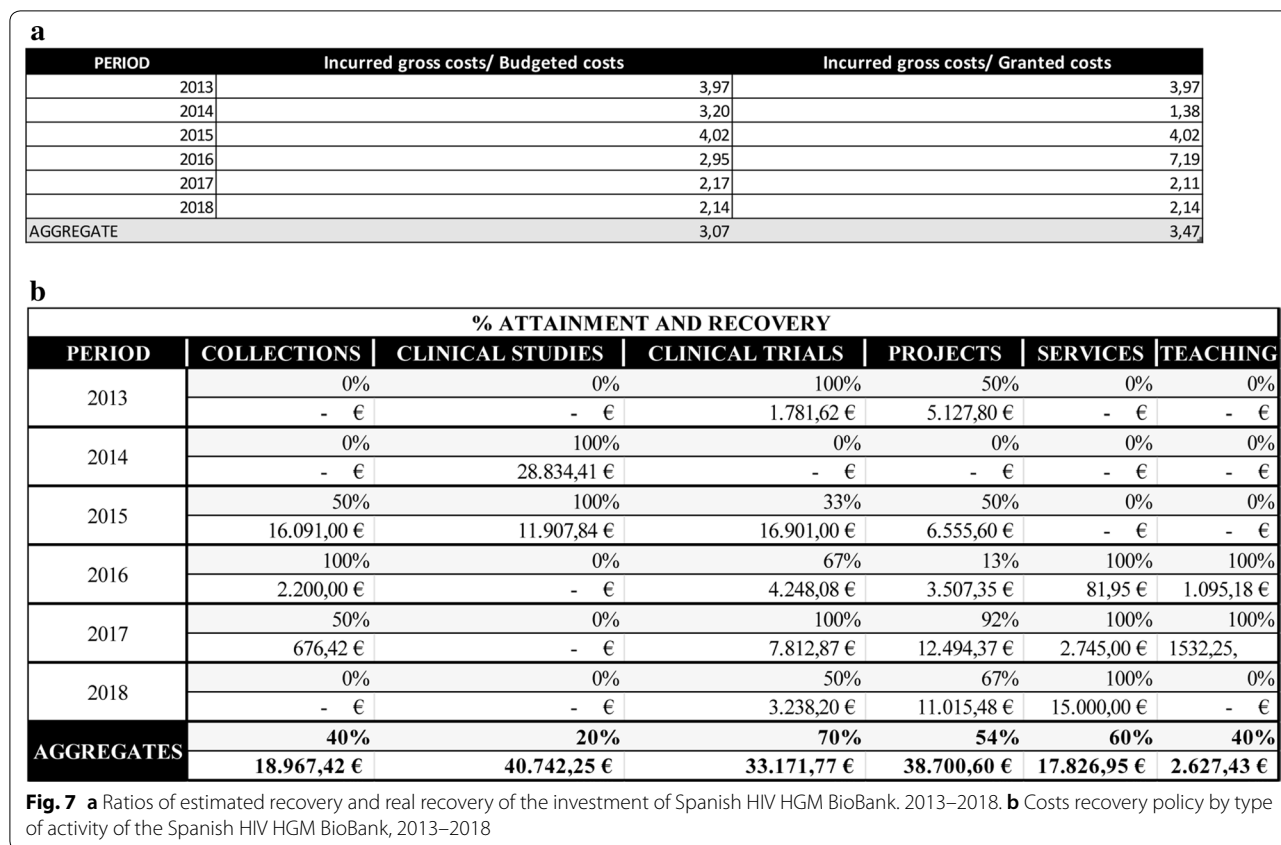 a
PERIOD Incurred gross costs/ Budgeted costs Incurred gross costs/ Granted costs
2013 3,97 3,97
2014 3,20 1,38
2015 4,02 4,02
2016 2,95 7,19
2017 2,17 2,11
2018 2,14 2,14
AGGREGATE 3,07 3,47
b
% ATTAINMENT AND RECOVERY
PERIOD COLLECTIONS CLINICAL STUDIES CLINICAL TRIALS PROJECTS SERVICES TEACHING
2013 0% 0% 100% 50% 0% 0%
- € - € 1.781,62 € 5.127,80 € - € - €
2014 0% 100% 0% 0% 0% 0%
- € 28.834,41 € - € - € - € - €
2015 50% 100% 33% 50% 0% 0%
16.091,00 € 11.907,84 € 16.901,00 € 6.555,60 € - € - €
2016 100% 0% 67% 13% 100% 100%
2.200,00 € - € 4.248,08 € 3.507,35 € 81,95 € 1.095,18 €
2017 50% 0% 100% 92% 100% 100%
676,42 € - € 7.812,87 € 12.494,37 € 2.745,00 € 1532,25,
2018 0% 0% 50% 67% 100% 0%
- € - € 3.238,20 € 11.015,48 € 15.000,00 € - €
AGGREGATES 40% 20% 70% 54% 60% 40%
18.967,42 € 40.742,25 € 33.171,77 € 38.700,60 € 17.826,95 € 2.627,43 €
Fig. 7 a Ratios of estimated recovery and real recovery of the investment of Spanish HIV HGM BioBank. 2013–2018. b Costs recovery policy by type
of activity of the Spanish HIV HGM BioBank, 2013–2018